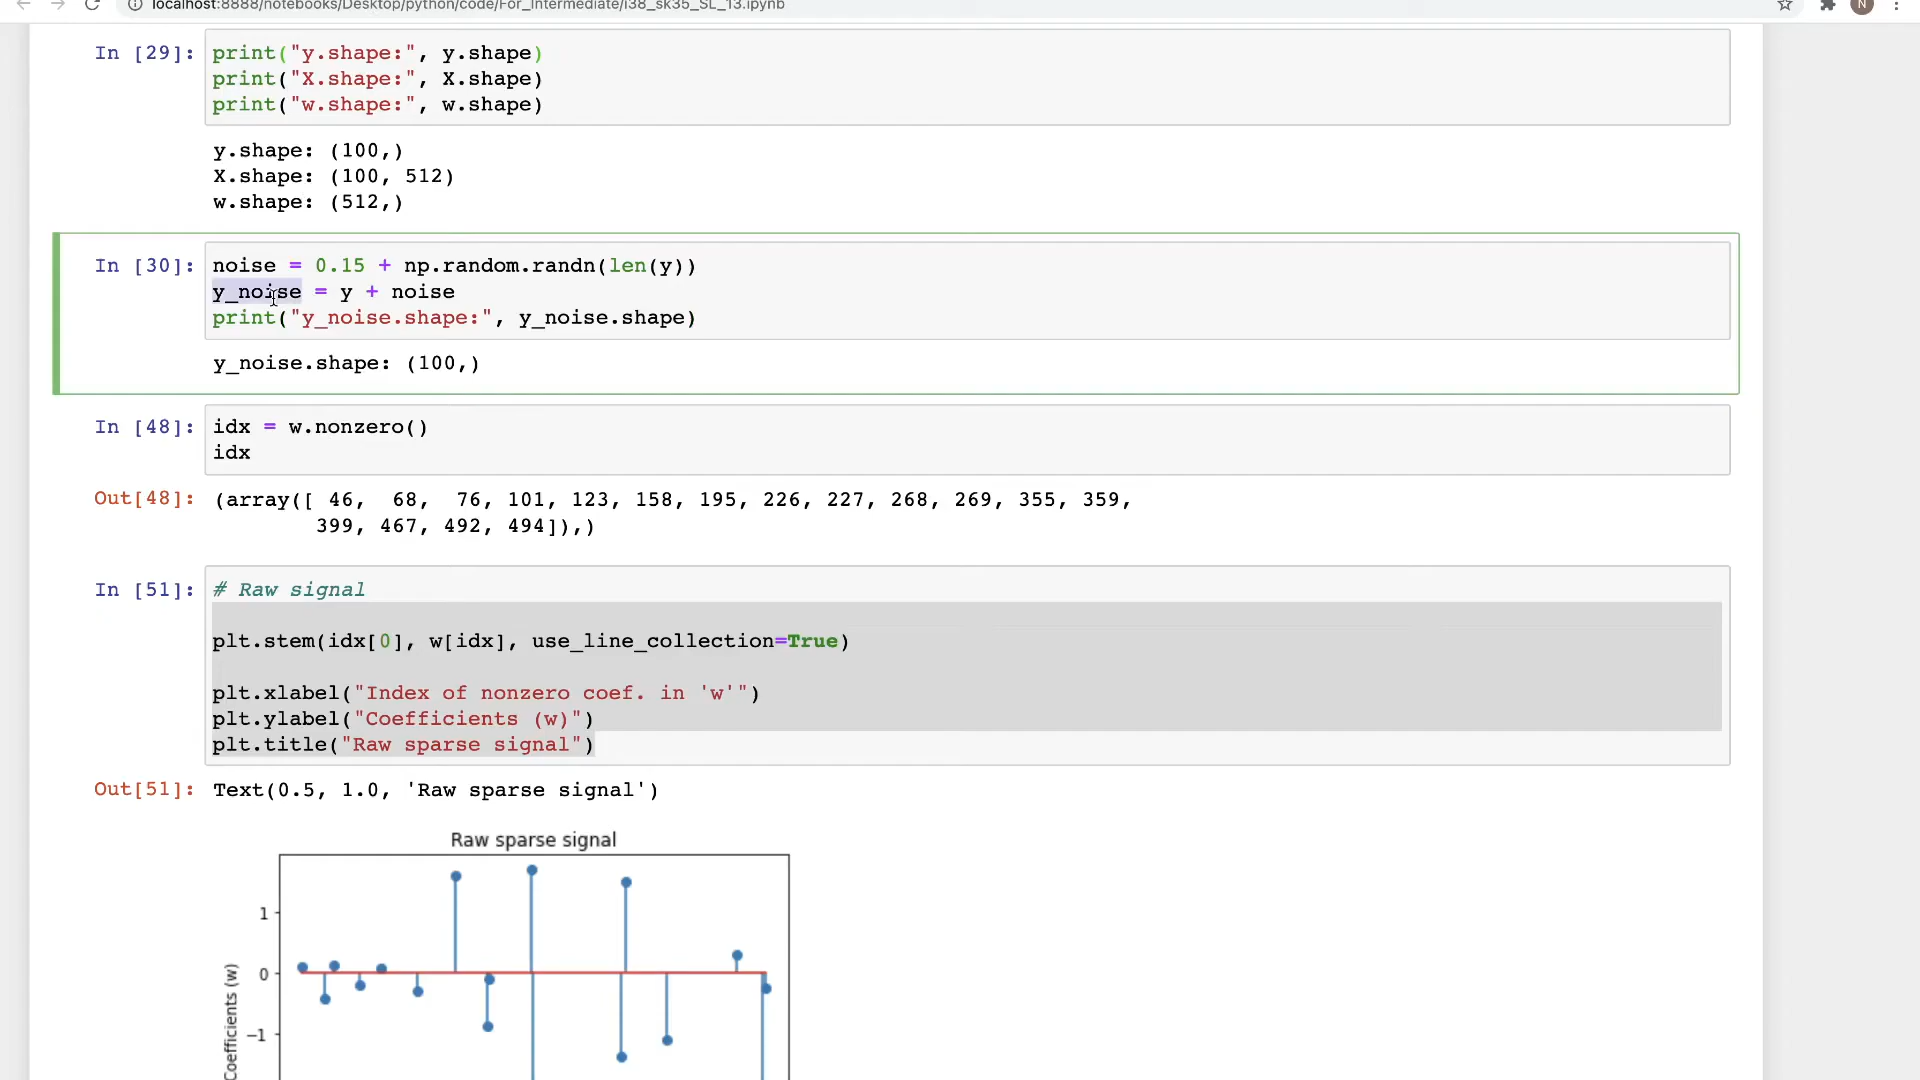 localhost:8888/notebooks/Desktop/python/code/For_Intermediate/i38_sk35_SL_13.ipynb
N
In [29]: print("y.shape:", y.shape)
print("X.shape:", X.shape)
print("w.shape:", w.shape)
y.shape: (100,)
X.shape: (100, 512)
w.shape: (512,)
In [30]: noise = 0.15 + np.random.randn(len(y))
y_noise = y + noise
print("y_noise.shape:", y_noise.shape)
y_noise.shape: (100,)
In [48]: idx = w.nonzero()
idx
Out[48]: (array([ 46, 68, 76, 101, 123, 158, 195, 226, 227, 268, 269, 355, 359,
399, 467, 492, 494]),)
In [51]: # Raw signal
plt.stem(idx[0], w[idx], use_line_collection=True)
plt.xlabel("Index of nonzero coef. in 'w'")
plt.ylabel("Coefficients (w)")
plt.title("Raw sparse signal")
Out[51]: Text(0.5, 1.0, 'Raw sparse signal')
Raw sparse signal
1
0
−1
Coefficients (w)